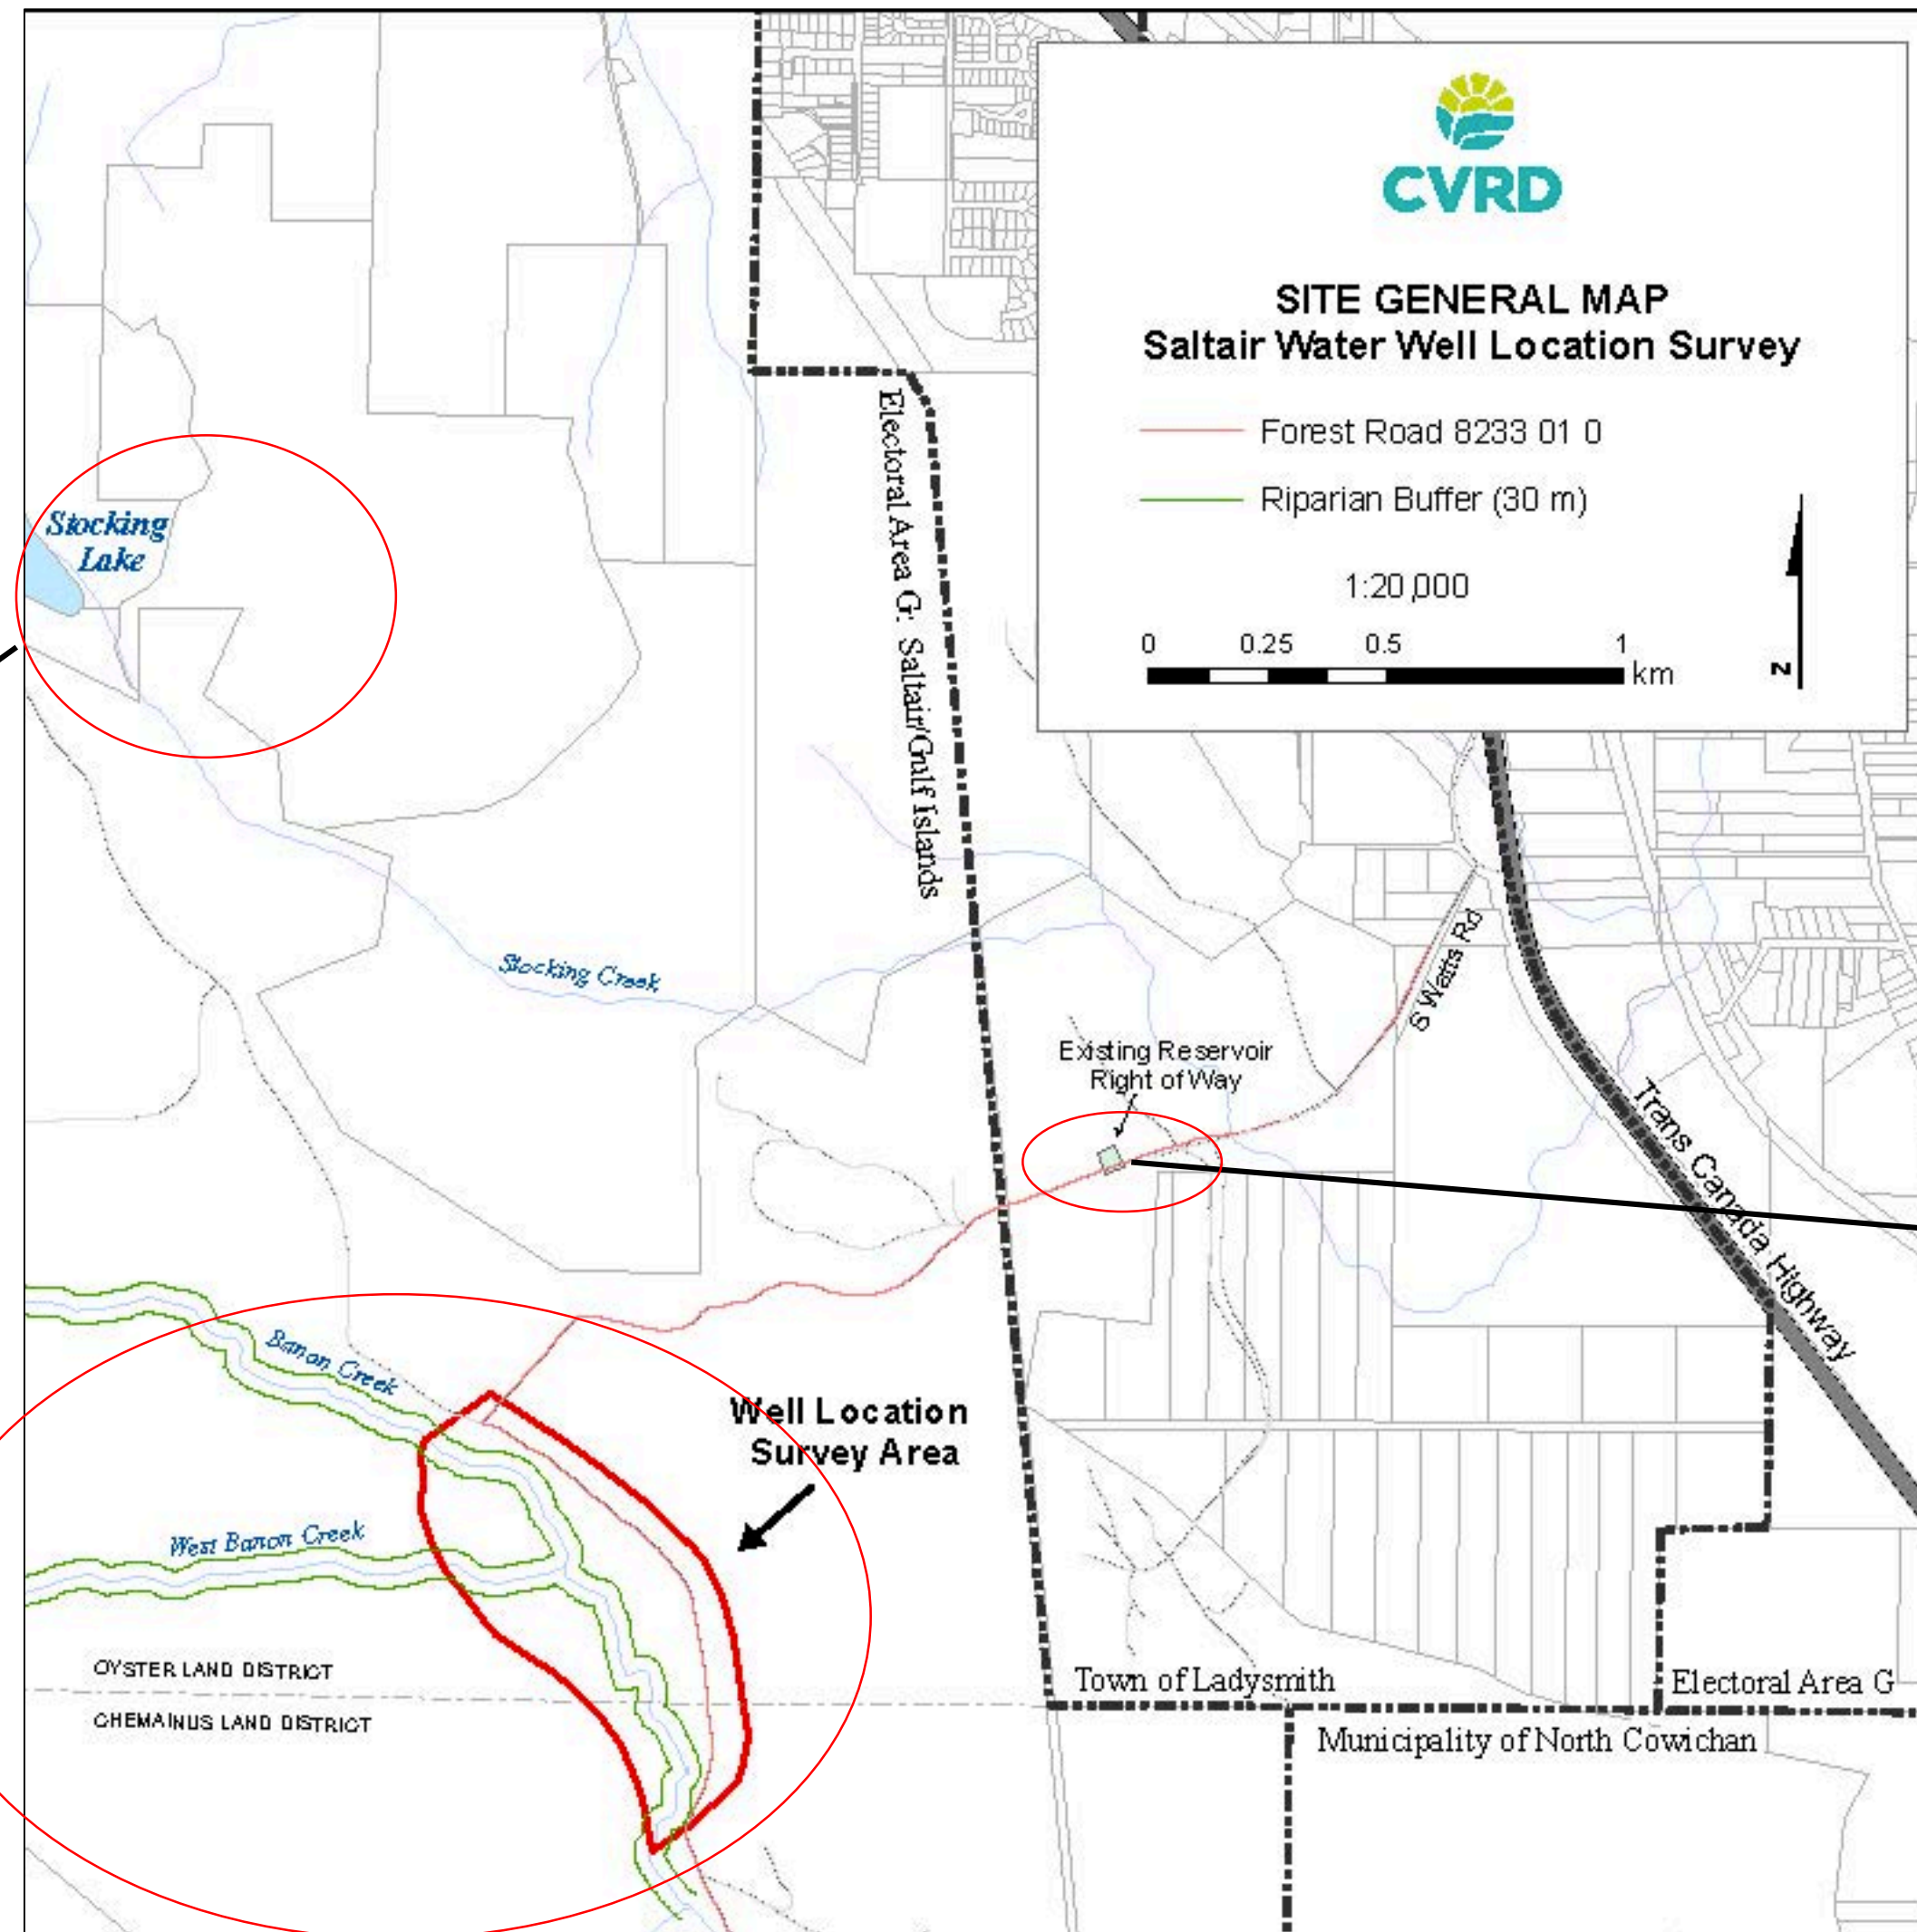 CVRD
SITE GENERAL MAP
Saltair Water Well Location Survey
Forest Road 8233 01 0
Riparian Buffer (30 m)
1:20,000
0 0.25 0.5 1
km
N
Electoral Area G: Saltair/Gulf Islands
Stocking
Lake
Stocking Creek
S Watts Rd
Existing Reservoir
Right of Way
Trans Canada Highway
Banon Creek
Well Location
Survey Area
West Banon Creek
OYSTER LAND DISTRICT
CHEMAINUS LAND DISTRICT
Town of Ladysmith
Electoral Area G
Municipality of North Cowichan